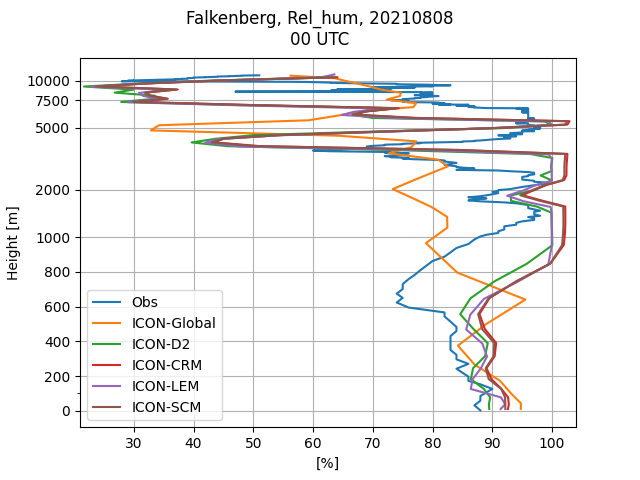 Falkenberg, Rel_hum, 20210808
00 UTC
Height [m]
10000
7500
5000
2000
1000
800
600
400
200
0
Obs
ICON-Global
ICON-D2
ICON-CRM
ICON-LEM
ICON-SCM
30 40 50 60 70 80 90 100
[%]